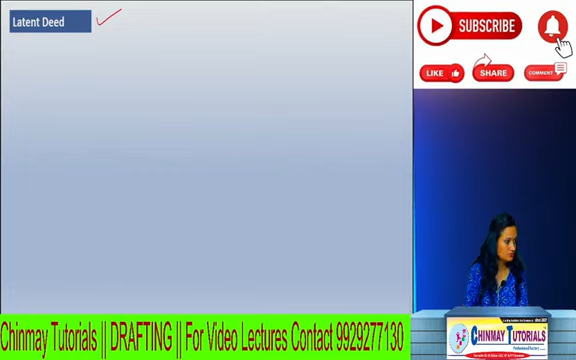 Latent Deed
SUBSCRIBE
LIKE
SHARE
COMMENT
CHINMAY TUTORIALS
Chinmay Tutorials || DRAFTING || For Video Lectures Contact 9929277130